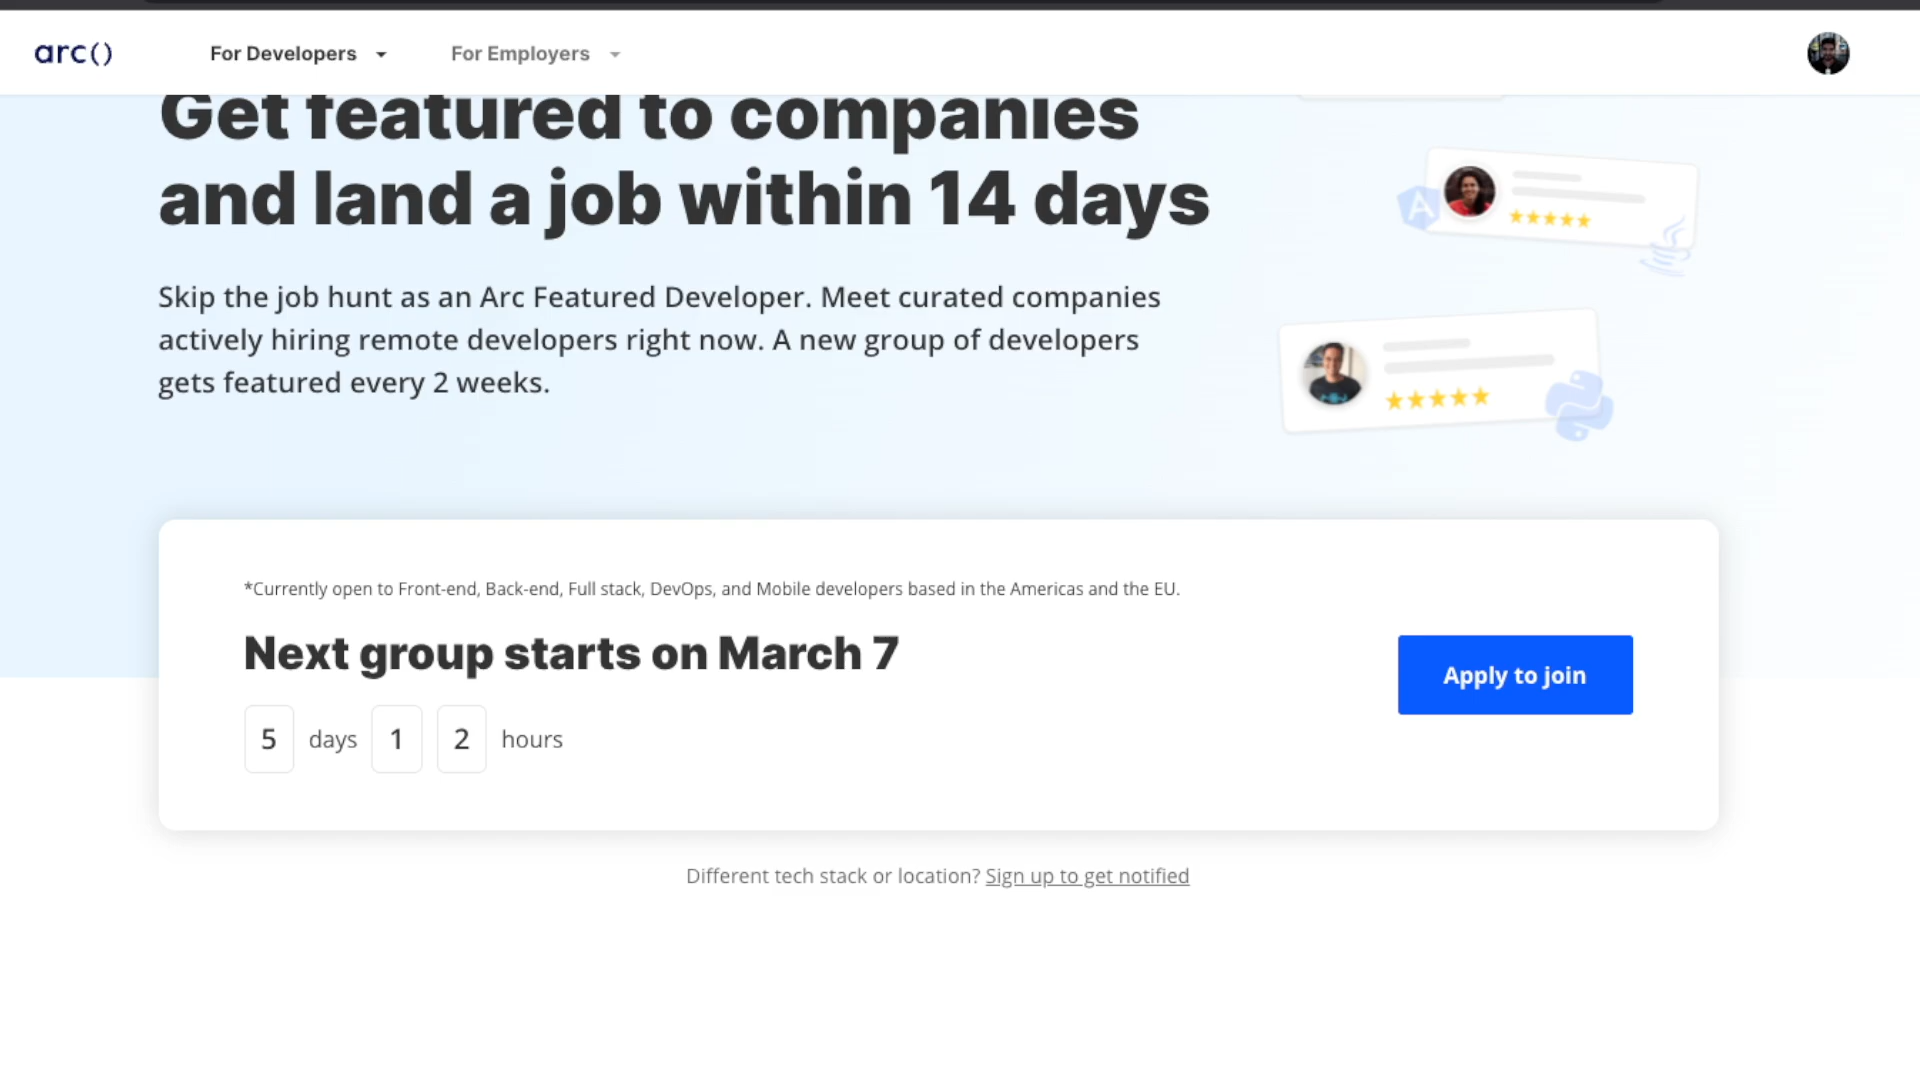 arc()
For Developers
For Employers
Get featured to companies
and land a job within 14 days
Skip the job hunt as an Arc Featured Developer. Meet curated companies
actively hiring remote developers right now. A new group of developers
gets featured every 2 weeks.
*Currently open to Front-end, Back-end, Full stack, DevOps, and Mobile developers based in the Americas and the EU.
Next group starts on March 7
5 days 1 2 hours
Apply to join
Different tech stack or location? Sign up to get notified